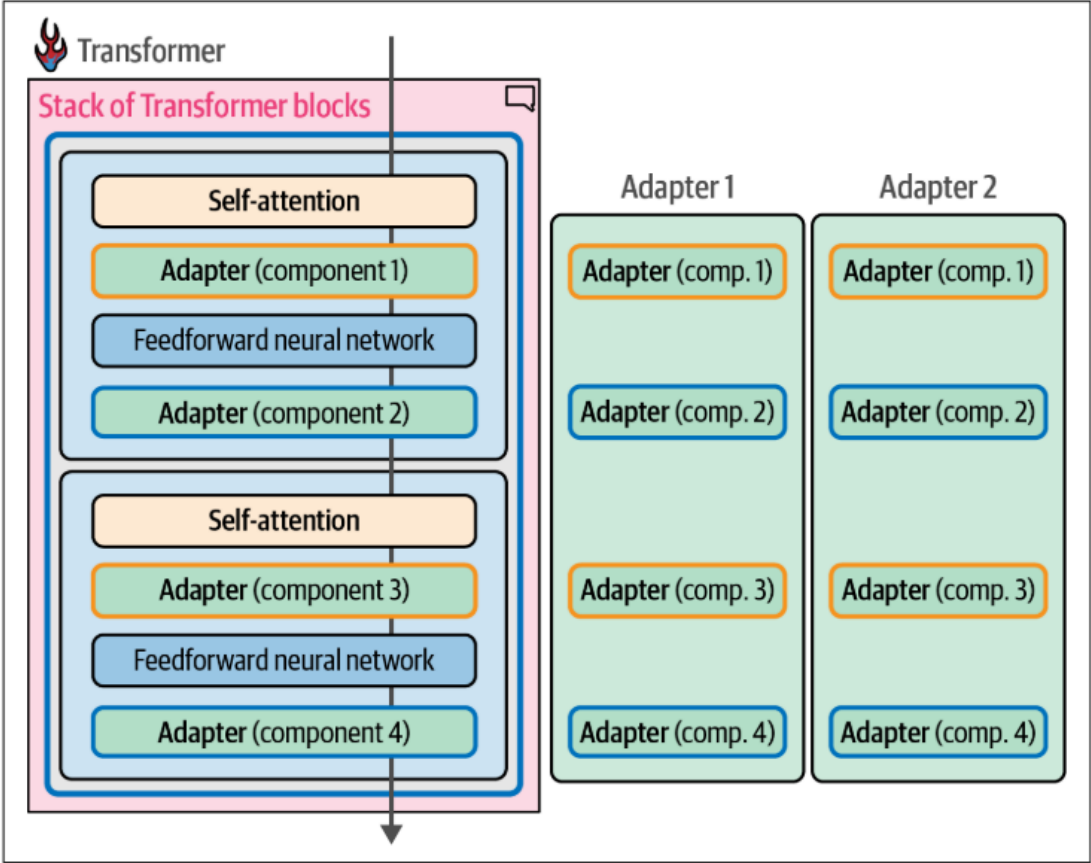 Transformer
Stack of Transformer blocks
Self-attention
Adapter (component 1)
Feedforward neural network
Adapter (component 2)
Self-attention
Adapter (component 3)
Feedforward neural network
Adapter (component 4)
Adapter 1
Adapter (comp. 1)
Adapter (comp. 2)
Adapter (comp. 3)
Adapter (comp. 4)
Adapter 2
Adapter (comp. 1)
Adapter (comp. 2)
Adapter (comp. 3)
Adapter (comp. 4)